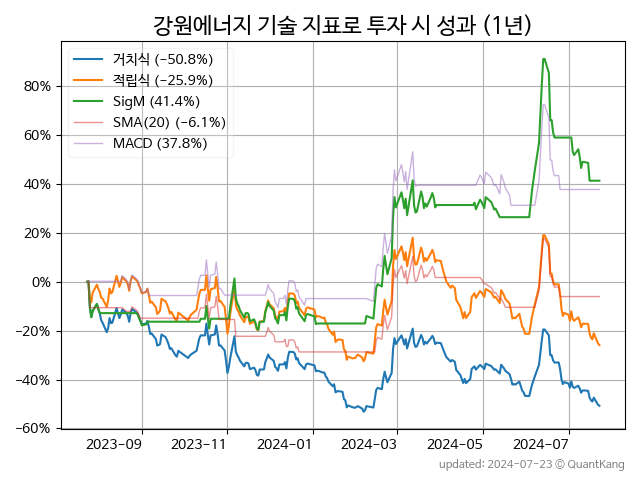 강원에너지 기술 지표로 투자 시 성과 (1년)
거치식 (−50.8%)
적립식 (−25.9%)
SigM (41.4%)
SMA(20) (−6.1%)
MACD (37.8%)
80%
60%
40%
20%
0%
−20%
−40%
−60%
2023−09 2023−11 2024−01 2024−03 2024−05 2024−07
updated: 2024−07−23 © QuantKang